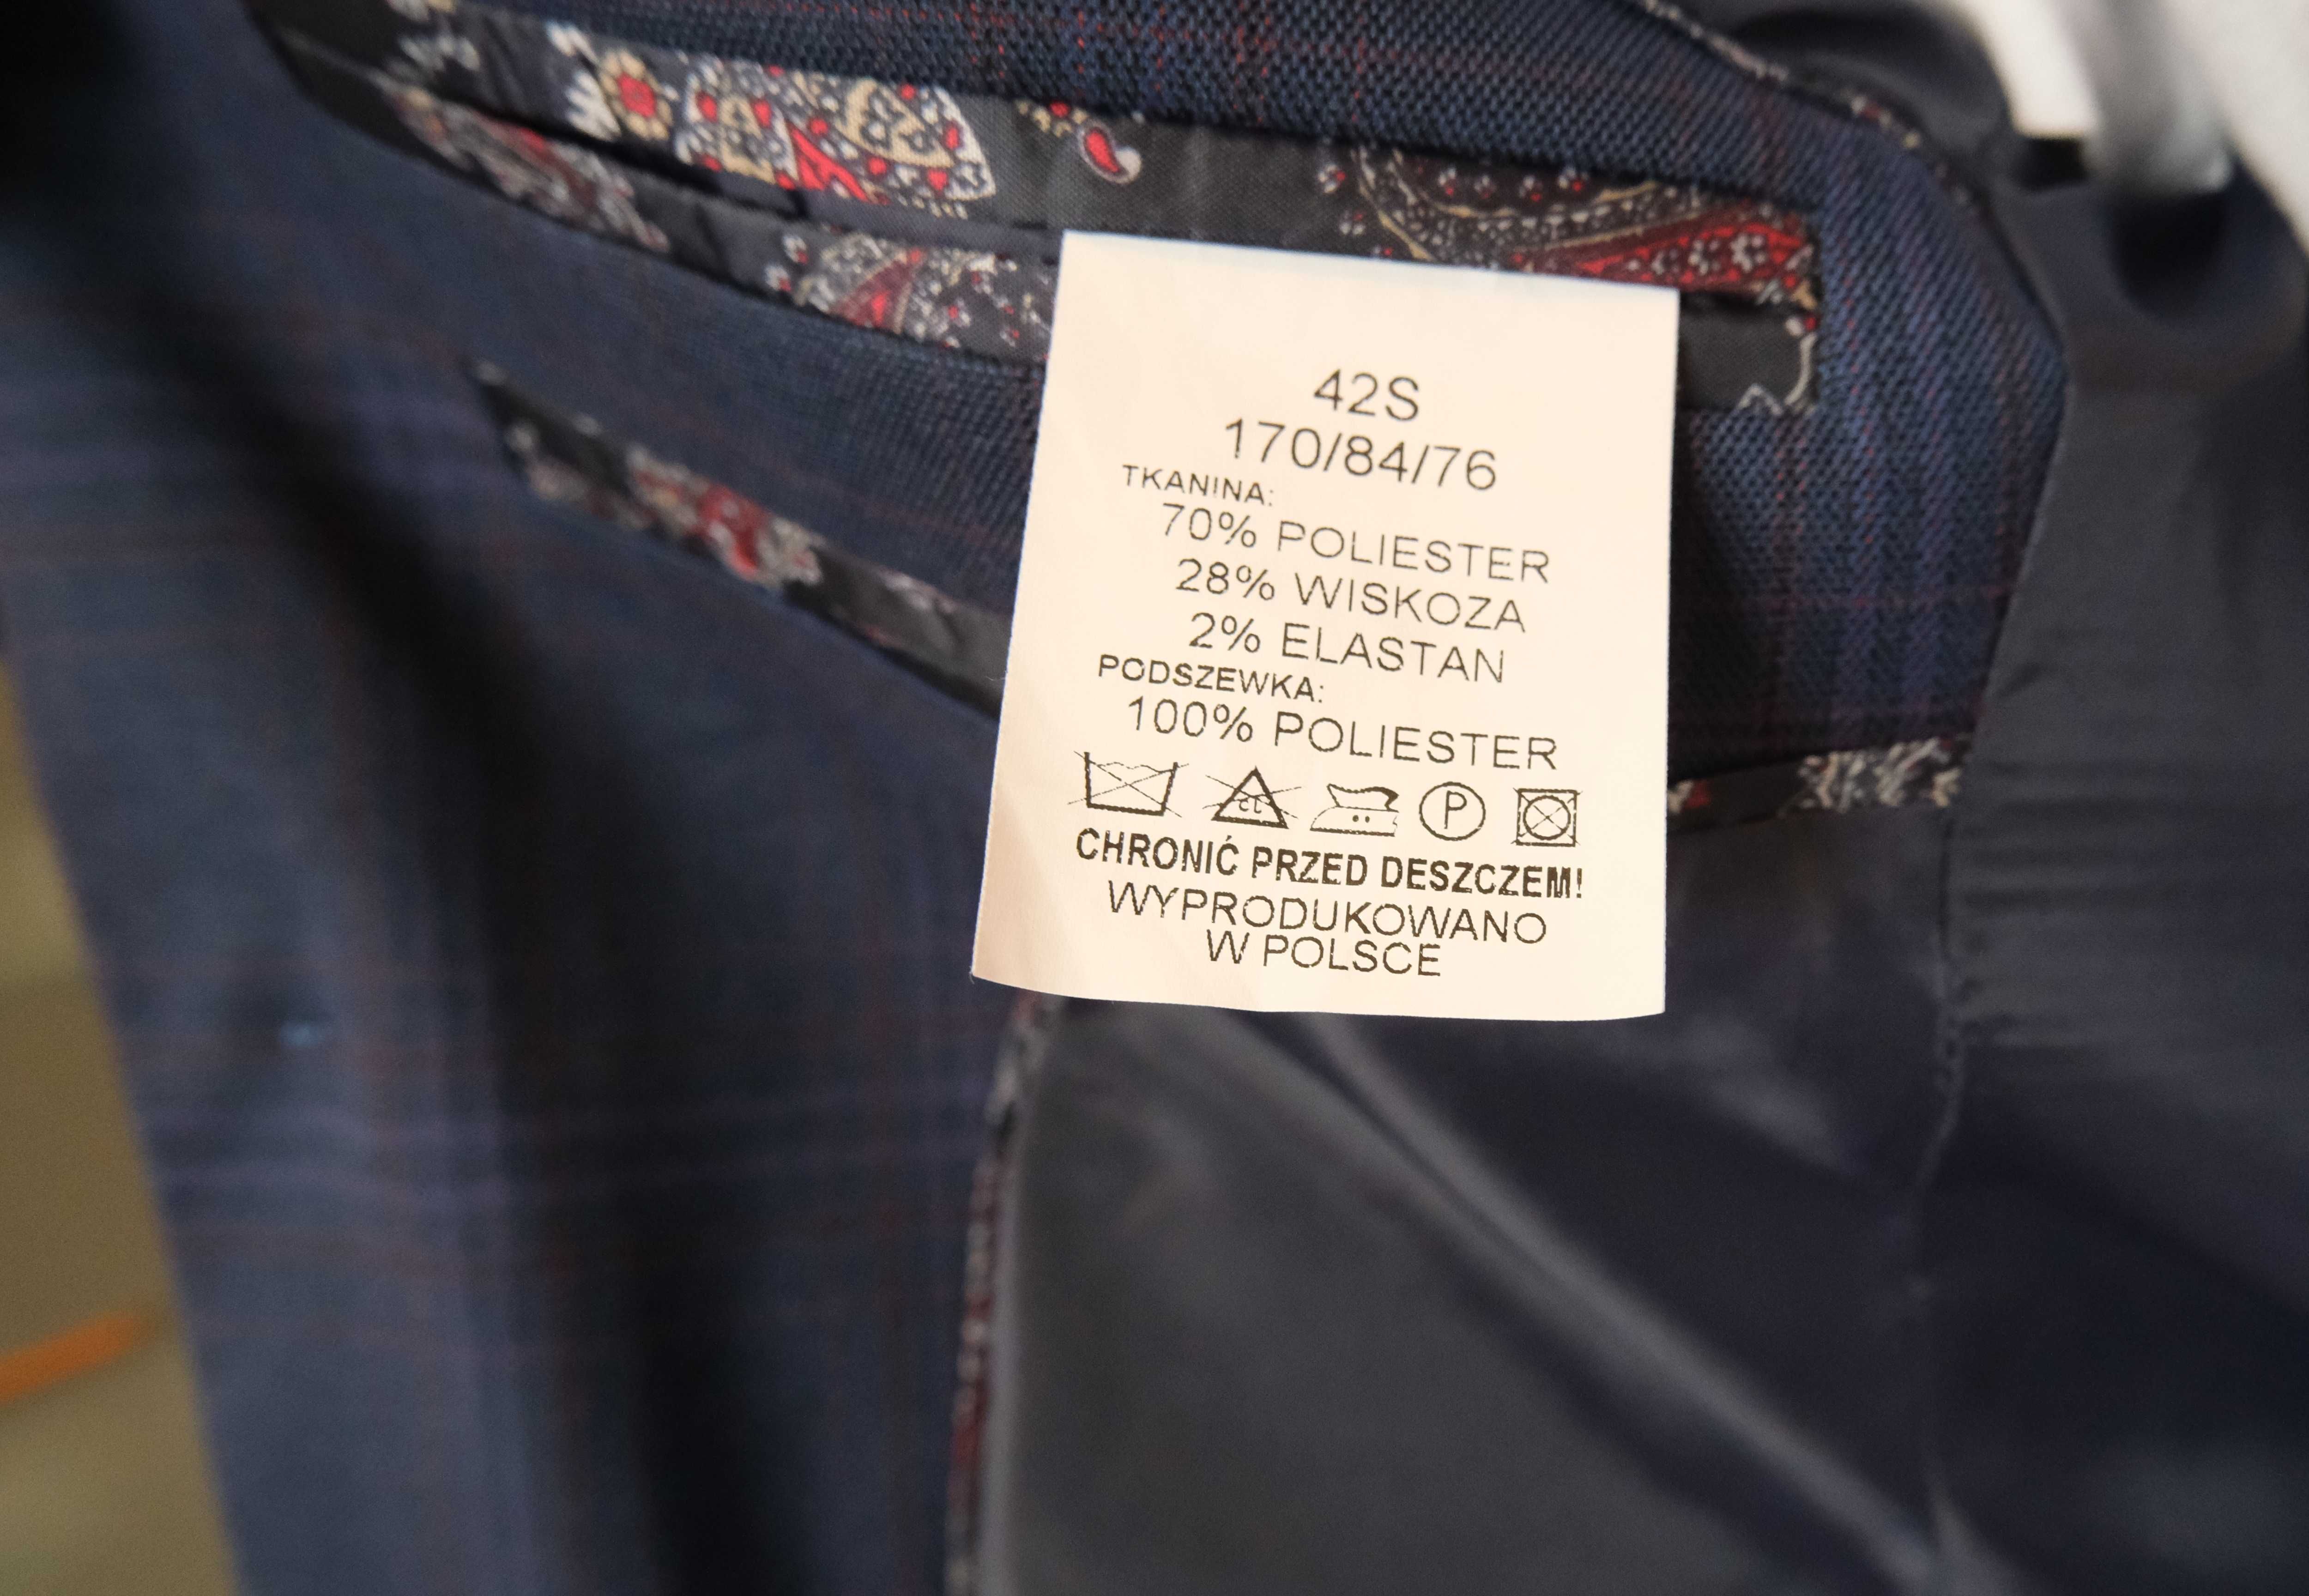 42S
170/84/76
TKANINA:
70% POLIESTER
28% WISKOZA
2% ELASTAN
PODSZEWKA:
100% POLIESTER
CL P
CHRONIĆ PRZED DESZCZEM!
WYPRODUKOWANO
W POLSCE